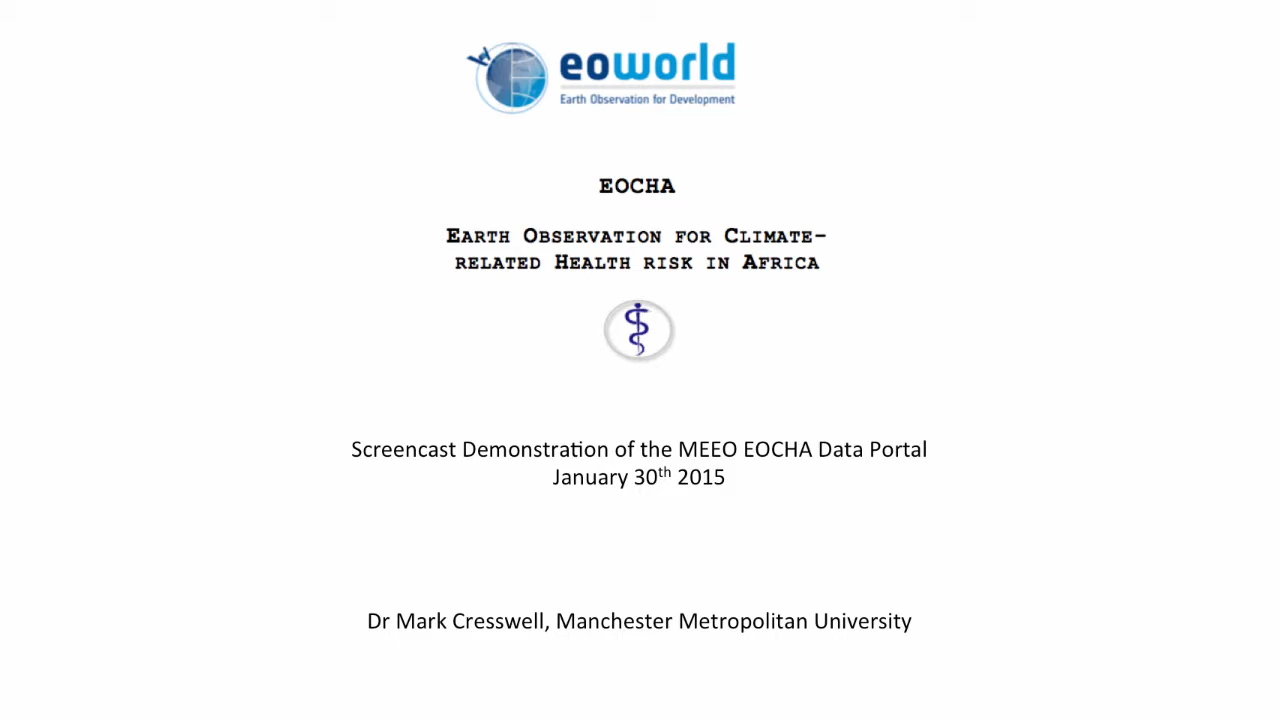 eoworld
Earth Observation for Development
EOCHA
EARTH OBSERVATION FOR CLIMATE-
RELATED HEALTH RISK IN AFRICA
Screencast Demonstration of the MEEO EOCHA Data Portal
January 30th 2015
Dr Mark Cresswell, Manchester Metropolitan University